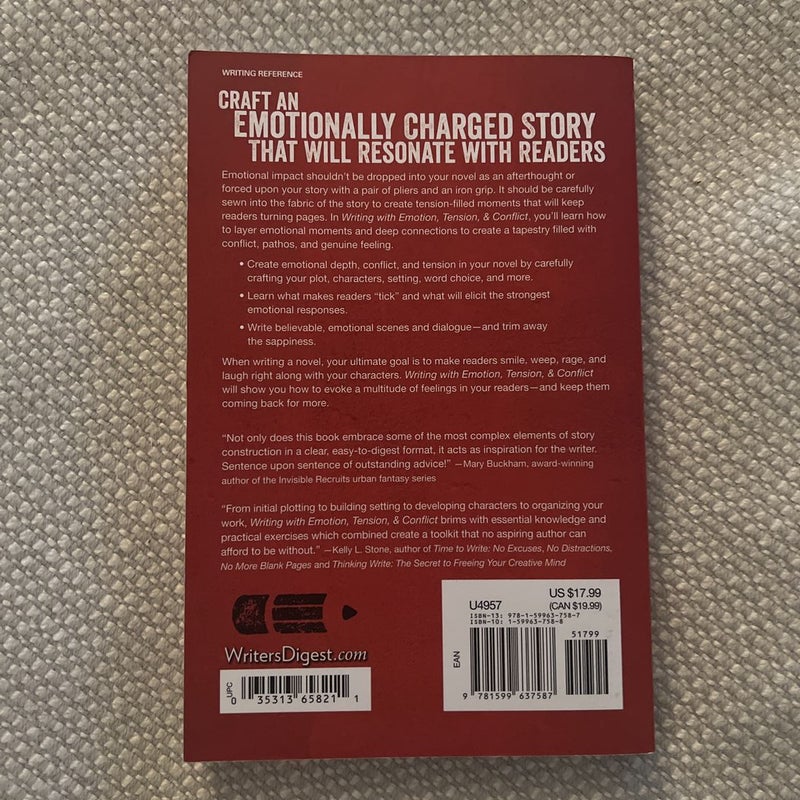 WRITING REFERENCE
CRAFT AN
EMOTIONALLY CHARGED STORY
THAT WILL RESONATE WITH READERS
Emotional impact shouldn't be dropped into your novel as an afterthought or
forced upon your story with a pair of pliers and an iron grip. It should be carefully
sewn into the fabric of the story to create tension-filled moments that will keep
readers turning pages. In Writing with Emotion, Tension, & Conflict, you'll learn how
to layer emotional moments and deep connections to create a tapestry filled with
conflict, pathos, and genuine feeling.
• Create emotional depth, conflict, and tension in your novel by carefully
crafting your plot, characters, setting, word choice, and more.
• Learn what makes readers "tick" and what will elicit the strongest
emotional responses.
• Write believable, emotional scenes and dialogue—and trim away
the sappiness.
When writing a novel, your ultimate goal is to make readers smile, weep, rage, and
laugh right along with your characters. Writing with Emotion, Tension, & Conflict
will show you how to evoke a multitude of feelings in your readers—and keep them
coming back for more.
"Not only does this book embrace some of the most complex elements of story
construction in a clear, easy-to-digest format, it acts as inspiration for the writer.
Sentence upon sentence of outstanding advice!" —Mary Buckham, award-winning
author of the Invisible Recruits urban fantasy series
"From initial plotting to building setting to developing characters to organizing your
work, Writing with Emotion, Tension, & Conflict brims with essential knowledge and
practical exercises which combined create a toolkit that no aspiring author can
afford to be without." —Kelly L. Stone, author of Time to Write: No Excuses, No Distractions,
No More Blank Pages and Thinking Write: The Secret to Freeing Your Creative Mind
WritersDigest.com
UPC
0 35313 65821 1
U4957
US $17.99
(CAN $19.99)
ISBN-13: 978-1-59963-758-7
ISBN-10: 1-59963-758-8
51799
EAN
9 781599 637587